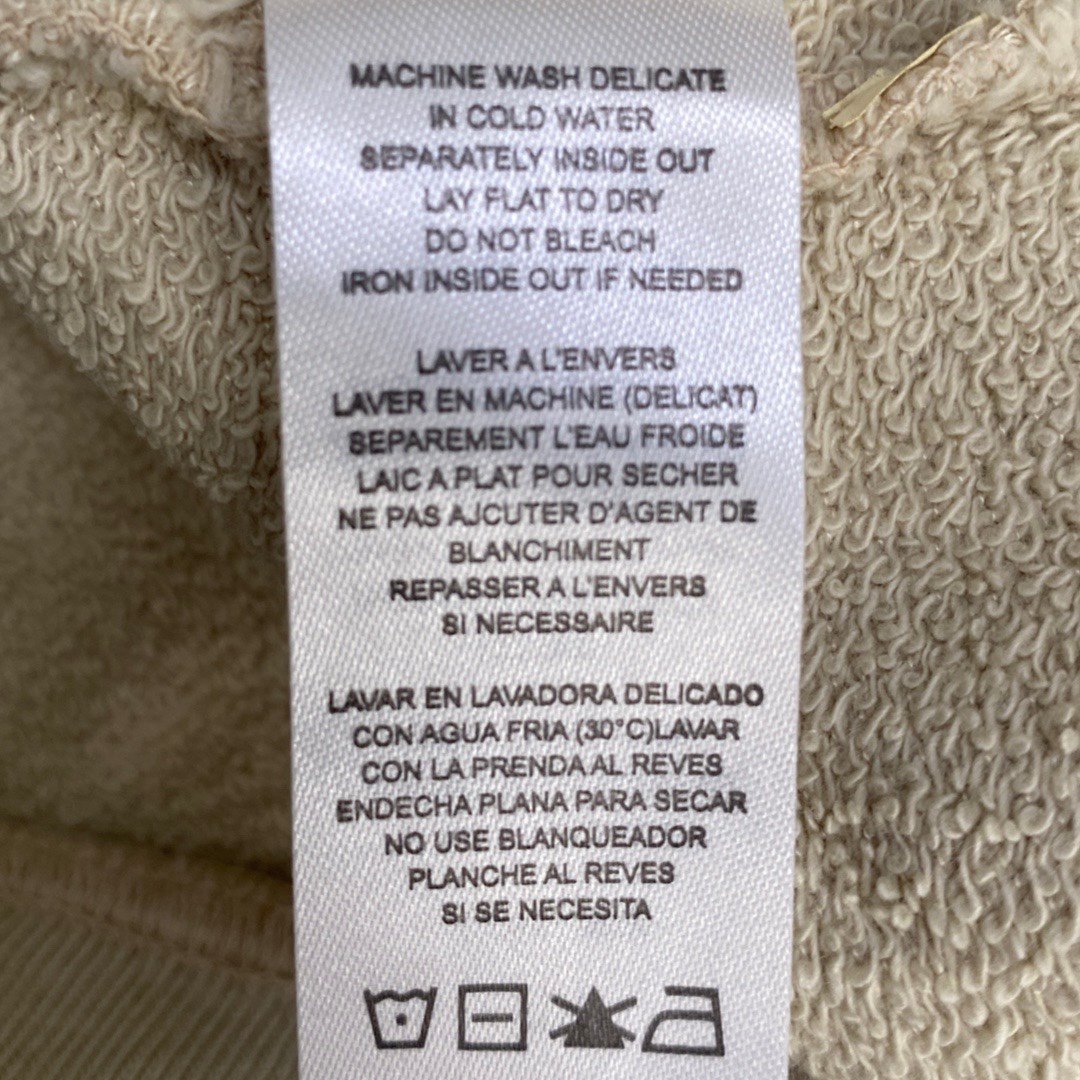 MACHINE WASH DELICATE
IN COLD WATER
SEPARATELY INSIDE OUT
LAY FLAT TO DRY
DO NOT BLEACH
IRON INSIDE OUT IF NEEDED
LAVER A L'ENVERS
LAVER EN MACHINE (DELICAT)
SEPAREMENT L'EAU FROIDE
LAIC A PLAT POUR SECHER
NE PAS AJCUTER D'AGENT DE
BLANCHIMENT
REPASSER A L'ENVERS
SI NECESSAIRE
LAVAR EN LAVADORA DELICADO
CON AGUA FRIA (30°C)LAVAR
CON LA PRENDA AL REVES
ENDECHA PLANA PARA SECAR
NO USE BLANQUEADOR
PLANCHE AL REVES
SI SE NECESITA